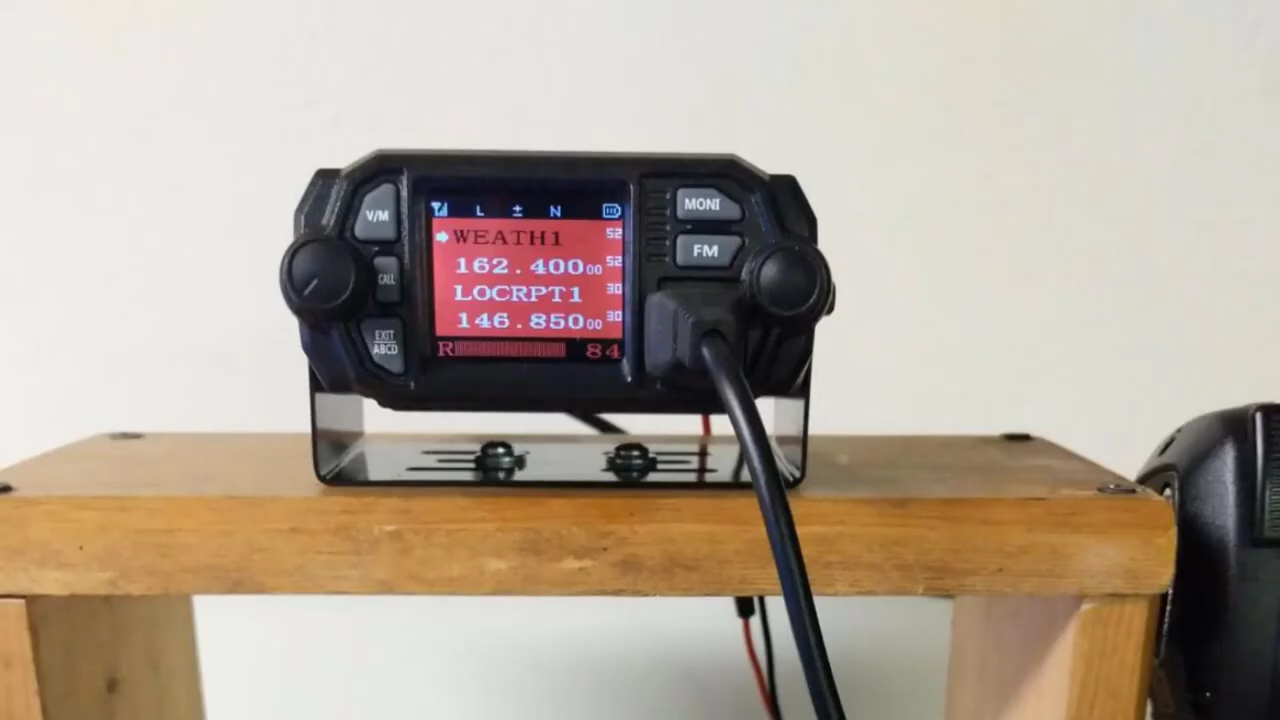 V/M
CALL
EXIT
ABCD
L ± N
WEATH1 52
162.40000 52
LOCRPT1 30
146.85000 30
R 84
MONI
FM